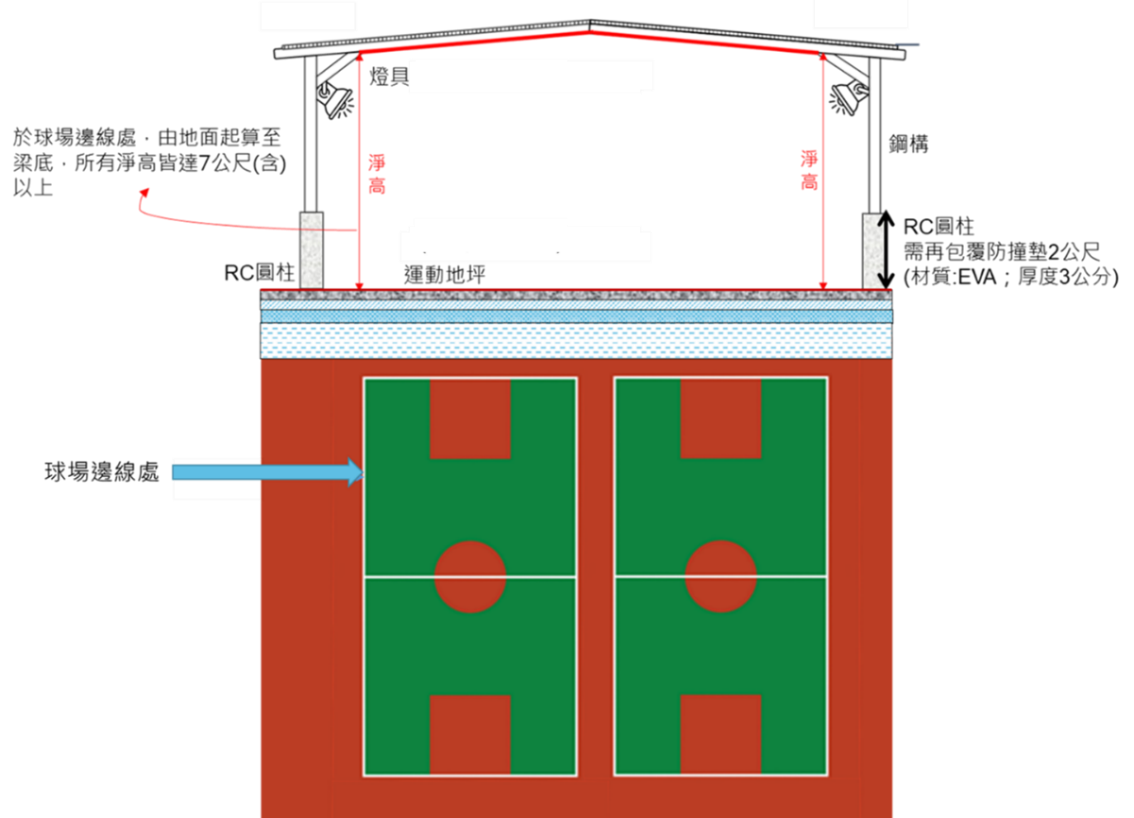 燈具
於球場邊線處，由地面起算至
梁底，所有淨高皆達7公尺(含)
以上
淨高
淨高
鋼構
RC圓柱
需再包覆防撞墊2公尺
(材質:EVA；厚度3公分)
RC圓柱
運動地坪
球場邊線處